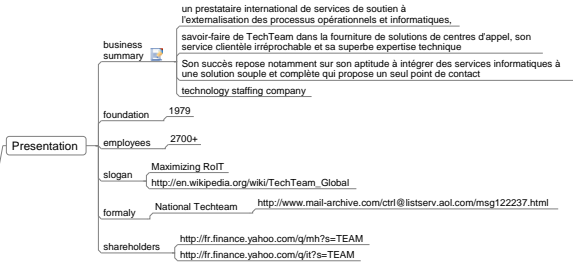 un prestataire international de services de soutien à
l'externalisation des processus opérationnels et informatiques,
business
summary
savoir-faire de TechTeam dans la fourniture de solutions de centres d'appel, son
service clientèle irréprochable et sa superbe expertise technique
Son succès repose notamment sur son aptitude à intégrer des services informatiques à
une solution souple et complète qui propose un seul point de contact
technology staffing company
foundation
1979
Presentation
employees
2700+
slogan
Maximizing RoIT
http://en.wikipedia.org/wiki/TechTeam_Global
formaly
National Techteam
http://www.mail-archive.com/ctrl@listserv.aol.com/msg122237.html
shareholders
http://fr.finance.yahoo.com/q/mh?s=TEAM
http://fr.finance.yahoo.com/q/it?s=TEAM